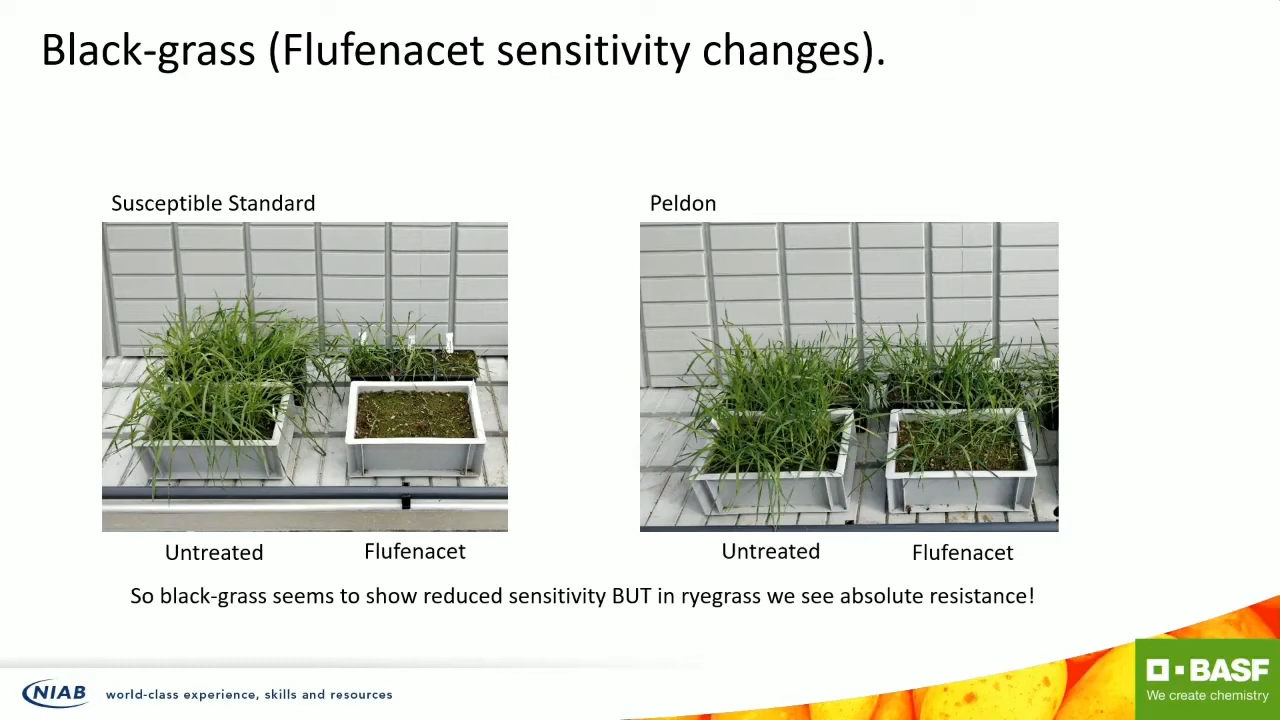 Black-grass (Flufenacet sensitivity changes).
Susceptible Standard
Peldon
Untreated
Flufenacet
Untreated
Flufenacet
So black-grass seems to show reduced sensitivity BUT in ryegrass we see absolute resistance!
NIAB
world-class experience, skills and resources
BASF
We create chemistry